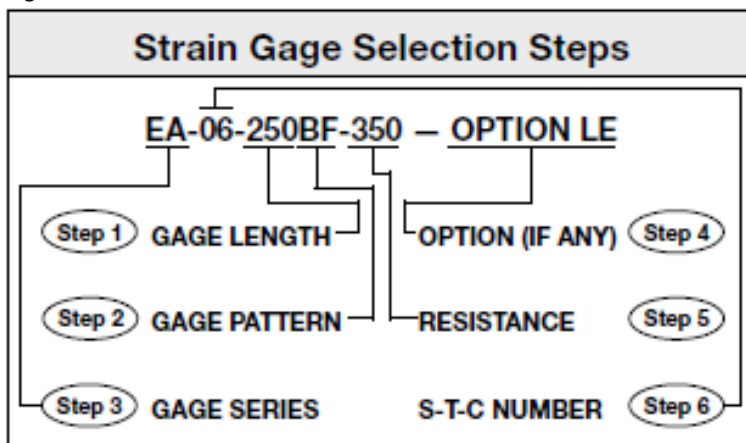 Strain Gage Selection Steps
EA-06-250BF-350 – OPTION LE
Step 1 GAGE LENGTH OPTION (IF ANY) Step 4
Step 2 GAGE PATTERN RESISTANCE Step 5
Step 3 GAGE SERIES S-T-C NUMBER Step 6